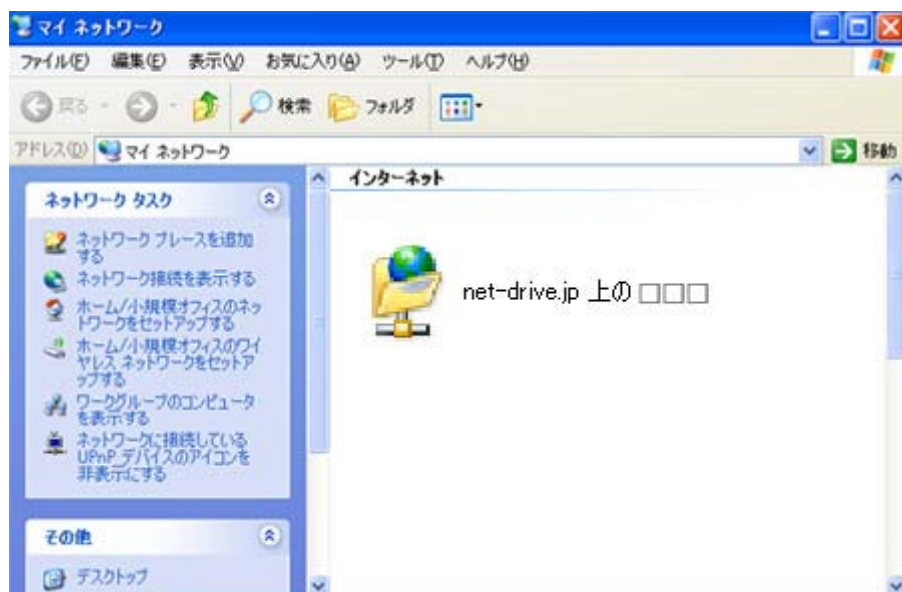 マイ ネットワーク
ファイル(F) 編集(E) 表示(V) お気に入り(A) ツール(T) ヘルプ(H)
戻る 検索 フォルダ
アドレス(D) マイ ネットワーク 移動
ネットワーク タスク
ネットワーク プレースを追加
する
ネットワーク接続を表示する
ホーム/小規模オフィスのネッ
トワークをセットアップする
ホーム/小規模オフィスのワイ
ヤレス ネットワークをセットア
ップする
ワークグループのコンピュータ
を表示する
ネットワークに接続している
UPnP デバイスのアイコンを
非表示にする
その他
デスクトップ
インターネット
net-drive.jp 上の □□□